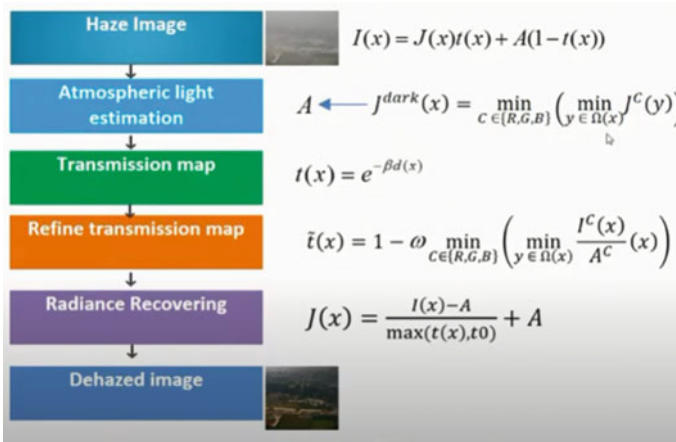 Haze Image
I(x) = J(x)t(x) + A(1 − t(x))
Atmospheric light
estimation
A ← J^{dark}(x) = min_{C∈{R,G,B}} (min_{y∈Ω(x)} J^C(y))
Transmission map
t(x) = e^{−βd(x)}
Refine transmission map
t̃(x) = 1 − ω min_{C∈{R,G,B}} (min_{y∈Ω(x)} I^C(x)/A^C (x))
Radiance Recovering
J(x) = I(x)−A / max(t(x),t0) + A
Dehazed image